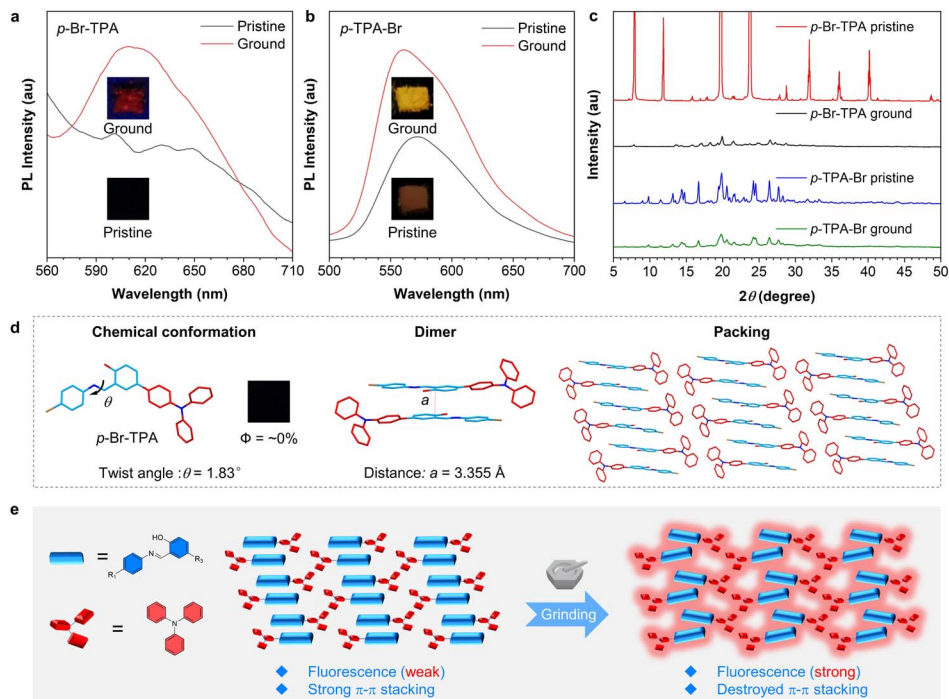 a
p-Br-TPA
Pristine
Ground
Ground
Pristine
PL Intensity (au)
560 590 620 650 680 710
Wavelength (nm)
b
p-TPA-Br
Pristine
Ground
Ground
Pristine
PL Intensity (au)
500 550 600 650 700
Wavelength (nm)
c
p-Br-TPA pristine
p-Br-TPA ground
p-TPA-Br pristine
p-TPA-Br ground
Intensity (au)
5 10 15 20 25 30 35 40 45 50
2θ (degree)
d
Chemical conformation
θ
p-Br-TPA
Φ = ~0%
Twist angle :θ = 1.83°
Dimer
a
Distance: a = 3.355 Å
Packing
e
=
HO
N
R₁
R₃
=
N
Fluorescence (weak)
Strong π-π stacking
Grinding
Fluorescence (strong)
Destroyed π-π stacking